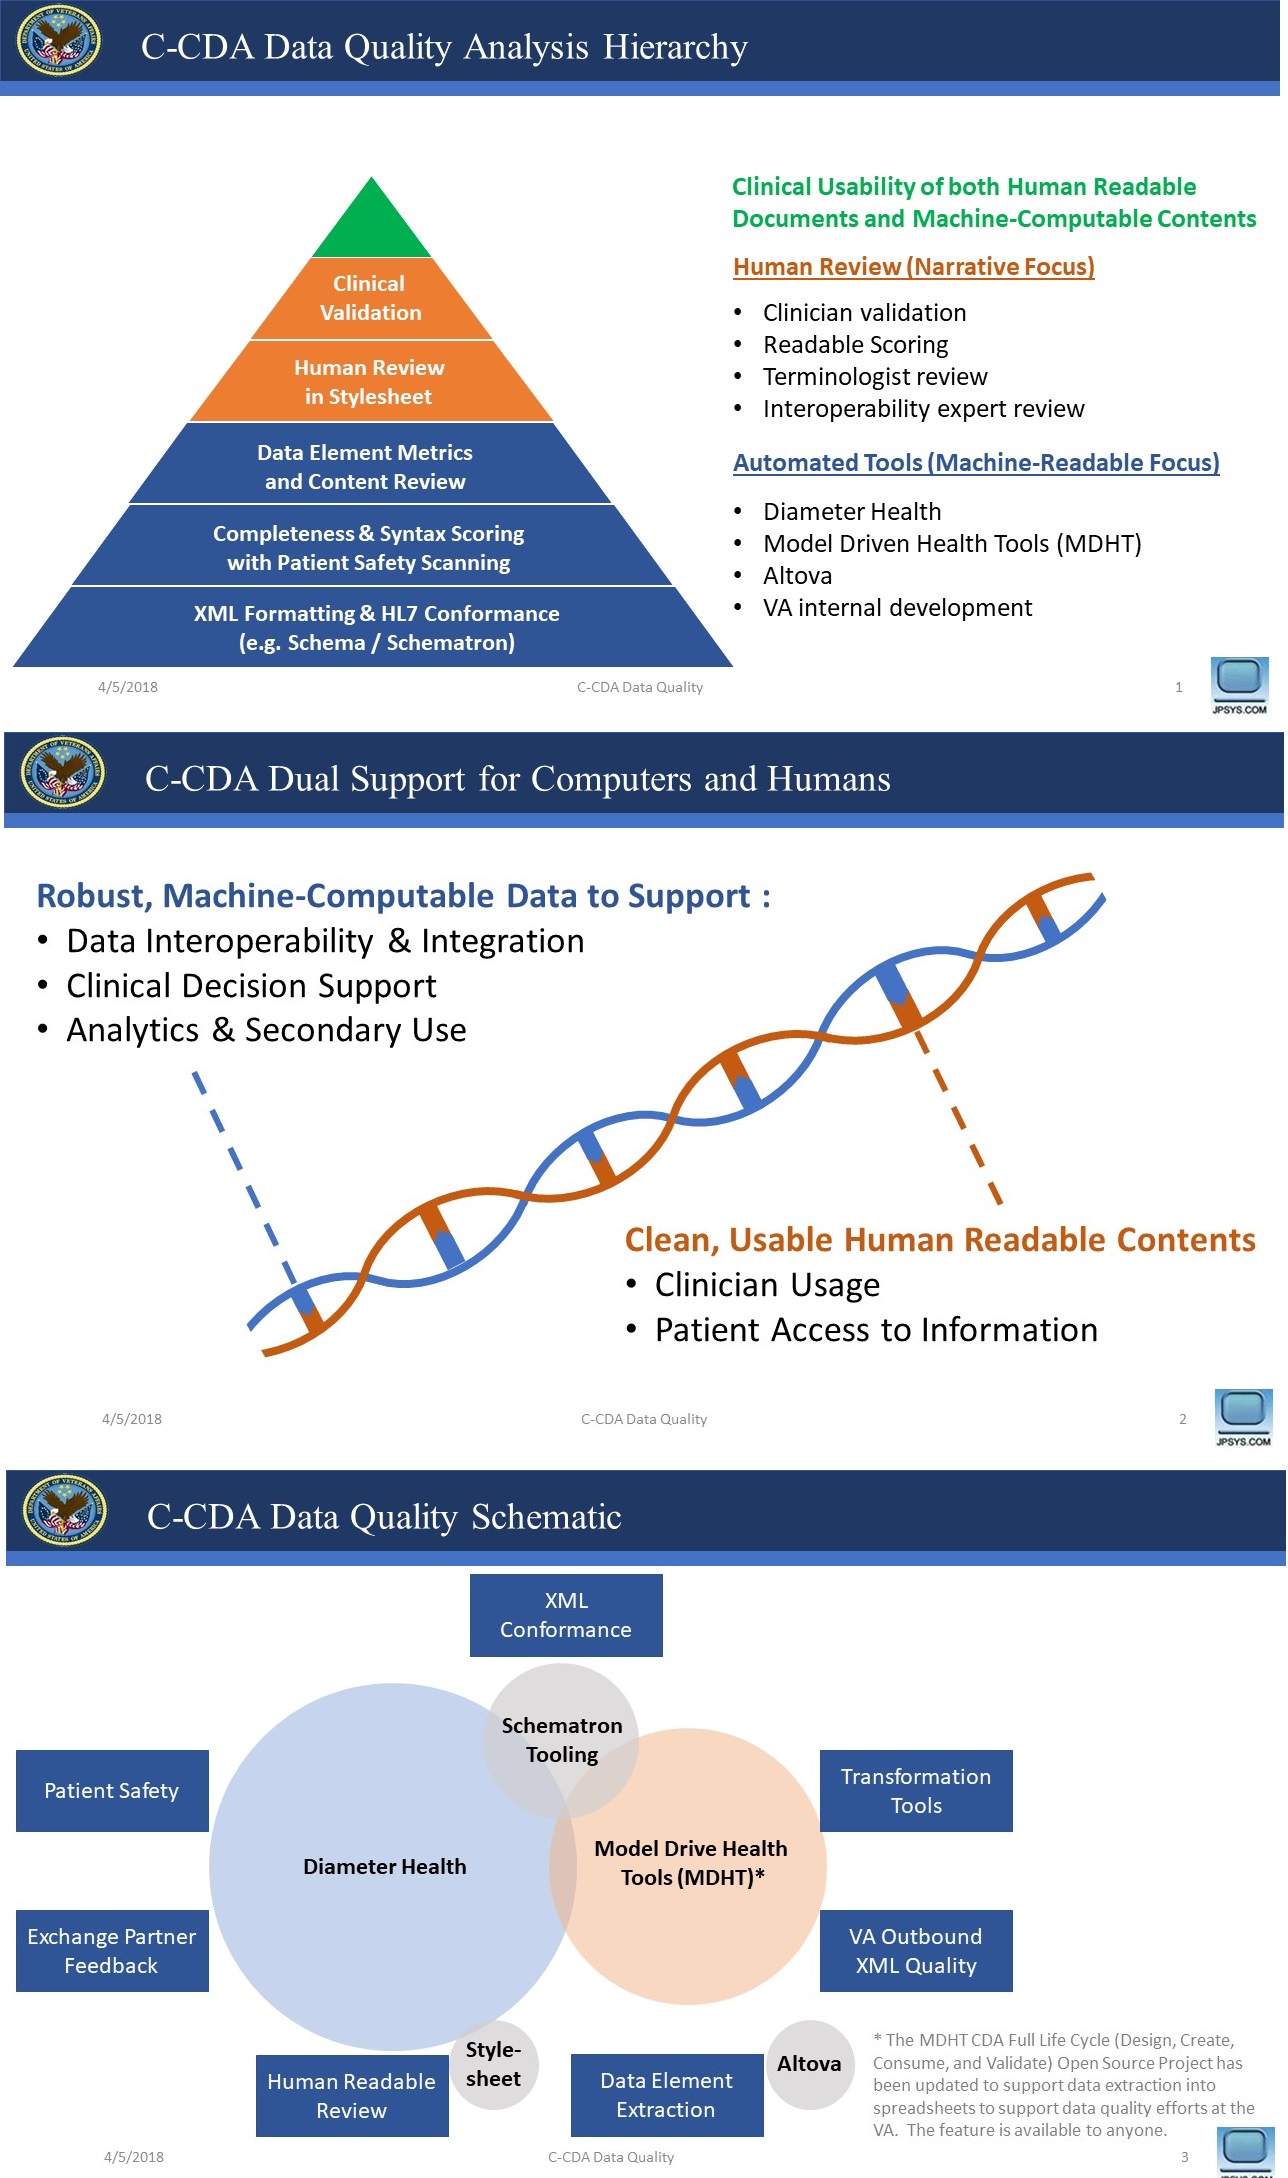 C-CDA Data Quality Analysis Hierarchy
Clinical
Validation
Human Review
in Stylesheet
Data Element Metrics
and Content Review
Completeness & Syntax Scoring
with Patient Safety Scanning
XML Formatting & HL7 Conformance
(e.g. Schema / Schematron)
Clinical Usability of both Human Readable
Documents and Machine-Computable Contents
Human Review (Narrative Focus)
• Clinician validation
• Readable Scoring
• Terminologist review
• Interoperability expert review
Automated Tools (Machine-Readable Focus)
• Diameter Health
• Model Driven Health Tools (MDHT)
• Altova
• VA internal development
4/5/2018
C-CDA Data Quality
1
JPSYS.COM
C-CDA Dual Support for Computers and Humans
Robust, Machine-Computable Data to Support :
• Data Interoperability & Integration
• Clinical Decision Support
• Analytics & Secondary Use
Clean, Usable Human Readable Contents
• Clinician Usage
• Patient Access to Information
4/5/2018
C-CDA Data Quality
2
JPSYS.COM
C-CDA Data Quality Schematic
XML
Conformance
Schematron
Tooling
Patient Safety
Transformation
Tools
Diameter Health
Model Drive Health
Tools (MDHT)*
Exchange Partner
Feedback
VA Outbound
XML Quality
Human Readable
Review
Style-
sheet
Data Element
Extraction
Altova
* The MDHT CDA Full Life Cycle (Design, Create,
Consume, and Validate) Open Source Project has
been updated to support data extraction into
spreadsheets to support data quality efforts at the
VA. The feature is available to anyone.
4/5/2018
C-CDA Data Quality
3